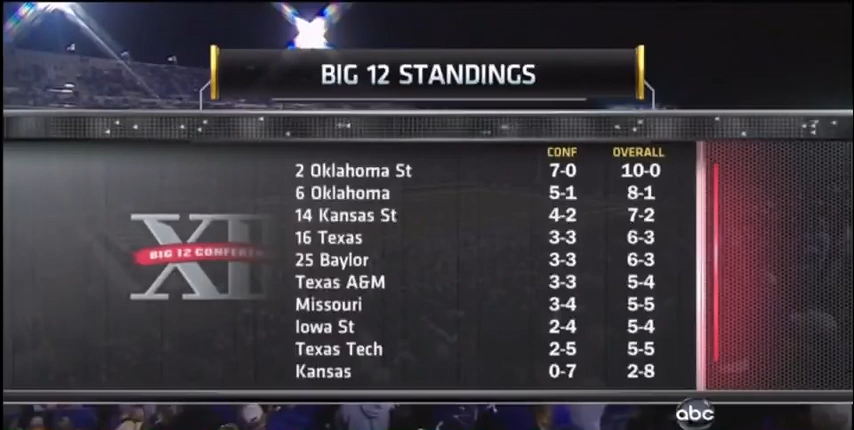 BIG 12 STANDINGS
CONF OVERALL
2 Oklahoma St 7-0 10-0
6 Oklahoma 5-1 8-1
14 Kansas St 4-2 7-2
16 Texas 3-3 6-3
25 Baylor 3-3 6-3
Texas A&M 3-3 5-4
Missouri 3-4 5-5
Iowa St 2-4 5-4
Texas Tech 2-5 5-5
Kansas 0-7 2-8
XII
BIG 12 CONFEREN
abc